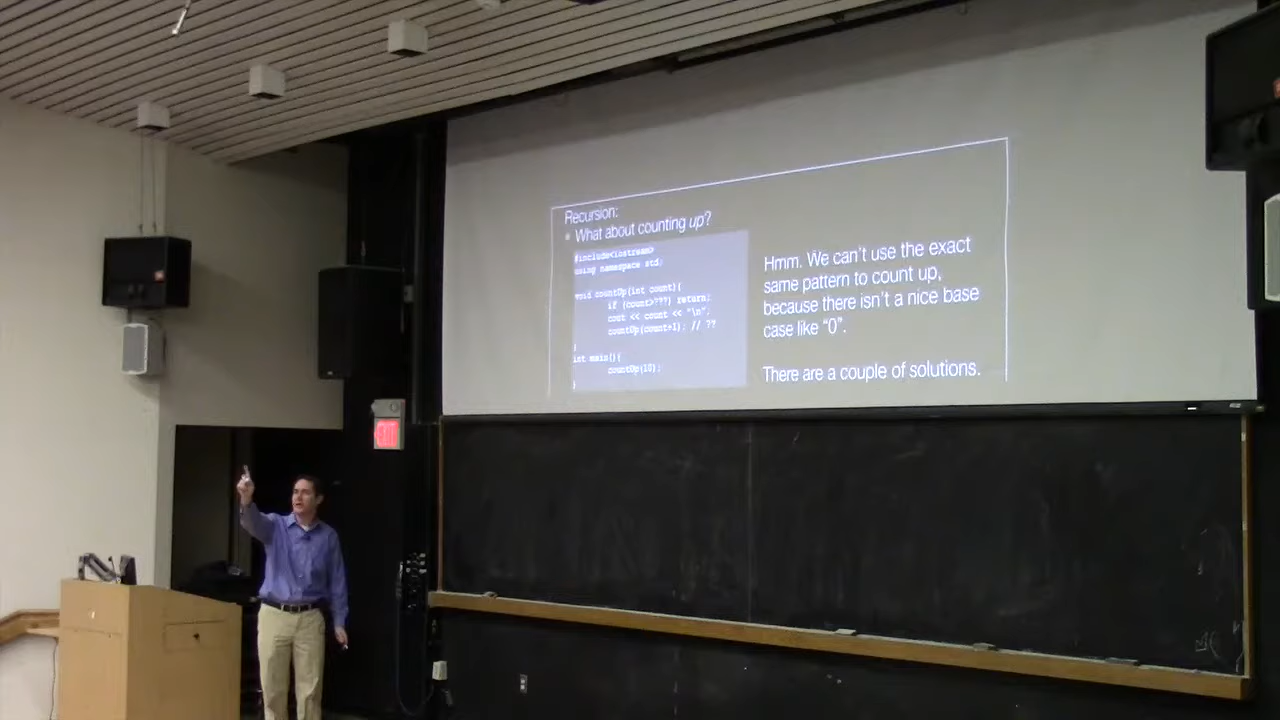 Recursion:
What about counting up?
#include<iostream>
using namespace std;
void countUp(int count){
if (count>???) return;
cout << count << "\n";
countUp(count+1); // ??
}
int main(){
countUp(10);
}
Hmm. We can't use the exact
same pattern to count up,
because there isn't a nice base
case like "0".
There are a couple of solutions.
EXIT